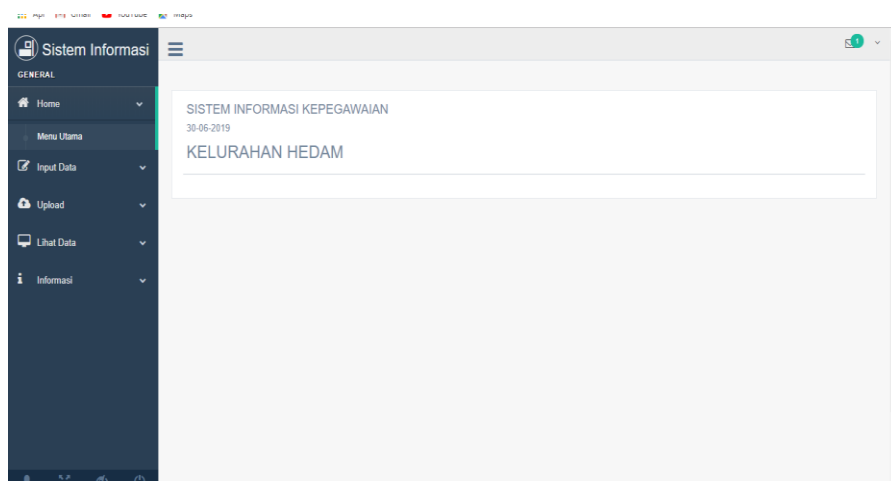 Sistem Informasi
GENERAL
Home
Menu Utama
Input Data
Upload
Lihat Data
Informasi
1
SISTEM INFORMASI KEPEGAWAIAN
30-06-2019
KELURAHAN HEDAM